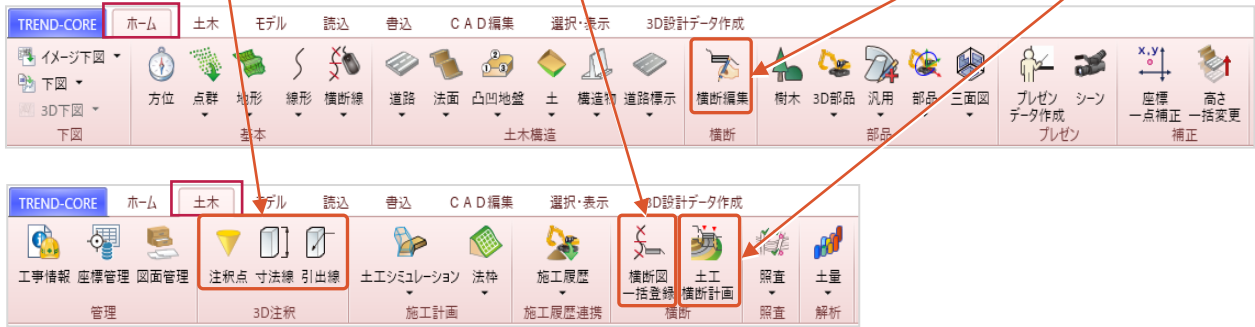 TREND-CORE ホーム 土木 モデル 読込 書込 CAD編集 選択・表示 3D設計データ作成
イメージ下図
下図
3D下図
方位 点群 地形 線形 横断線 道路 法面 凸凹地盤 土 構造物 道路標示 横断編集 樹木 3D部品 汎用 部品 三面図 プレゼン シーン 座標 高さ
データ作成 一点補正 一括変更
下図 基本 土木構造 横断 部品 プレゼン 補正
TREND-CORE ホーム 土木 モデル 読込 書込 CAD編集 選択・表示 3D設計データ作成
工事情報 座標管理 図面管理 注釈点 寸法線 引出線 土工シミュレーション 法枠 施工履歴 横断図 土工 照査 土量
一括登録 横断計画
管理 3D注釈 施工計画 施工履歴連携 横断 照査 解析